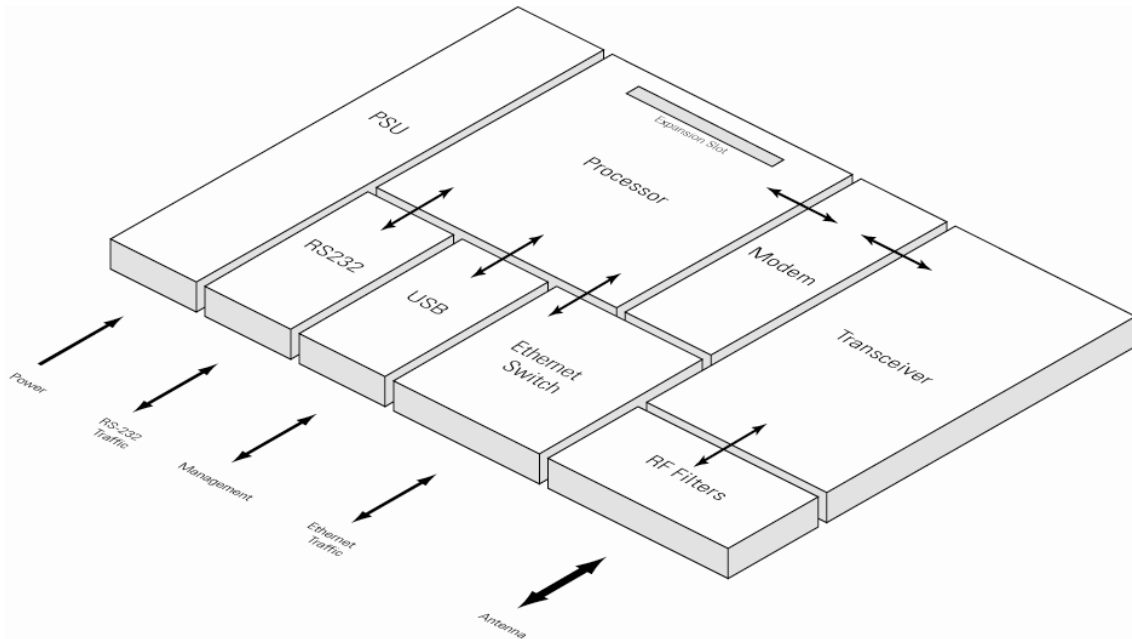 PSU
Expansion Slot
Processor
RS232
USB
Modem
Ethernet
Switch
Transceiver
RF Filters
Power
RS-232
Traffic
Management
Ethernet
Traffic
Antenna